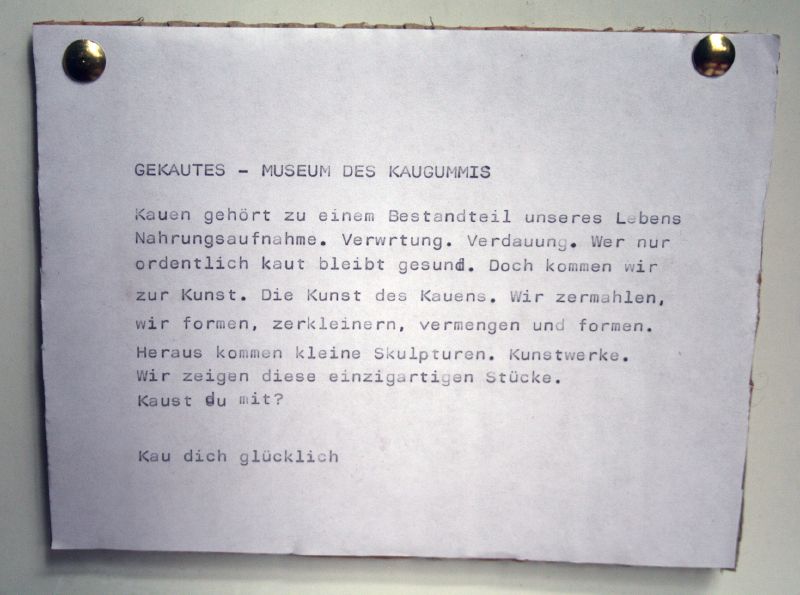 GEKAUTES - MUSEUM DES KAUGUMMIS
Kauen gehört zu einem Bestandteil unseres Lebens
Nahrungsaufnahme. Verwrtung. Verdauung. Wer nur
ordentlich kaut bleibt gesund. Doch kommen wir
zur Kunst. Die Kunst des Kauens. Wir zermahlen,
wir formen, zerkleinern, vermengen und formen.
Heraus kommen kleine Skulpturen. Kunstwerke.
Wir zeigen diese einzigartigen Stücke.
Kaust du mit?
Kau dich glücklich